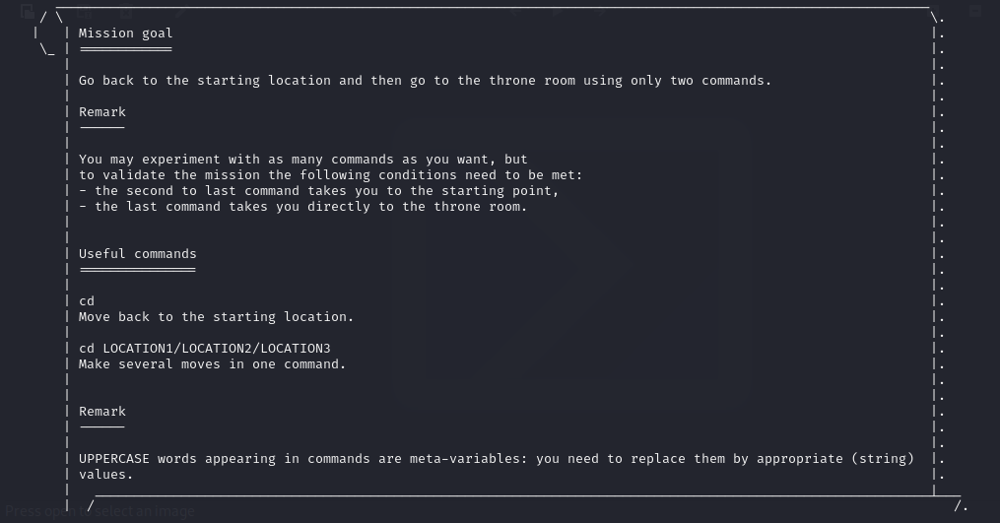 Mission goal
============
Go back to the starting location and then go to the throne room using only two commands.
Remark
------
You may experiment with as many commands as you want, but
to validate the mission the following conditions need to be met:
- the second to last command takes you to the starting point,
- the last command takes you directly to the throne room.
Useful commands
===============
cd
Move back to the starting location.
cd LOCATION1/LOCATION2/LOCATION3
Make several moves in one command.
Remark
------
UPPERCASE words appearing in commands are meta-variables: you need to replace them by appropriate (string)
values.
Press open to select an image